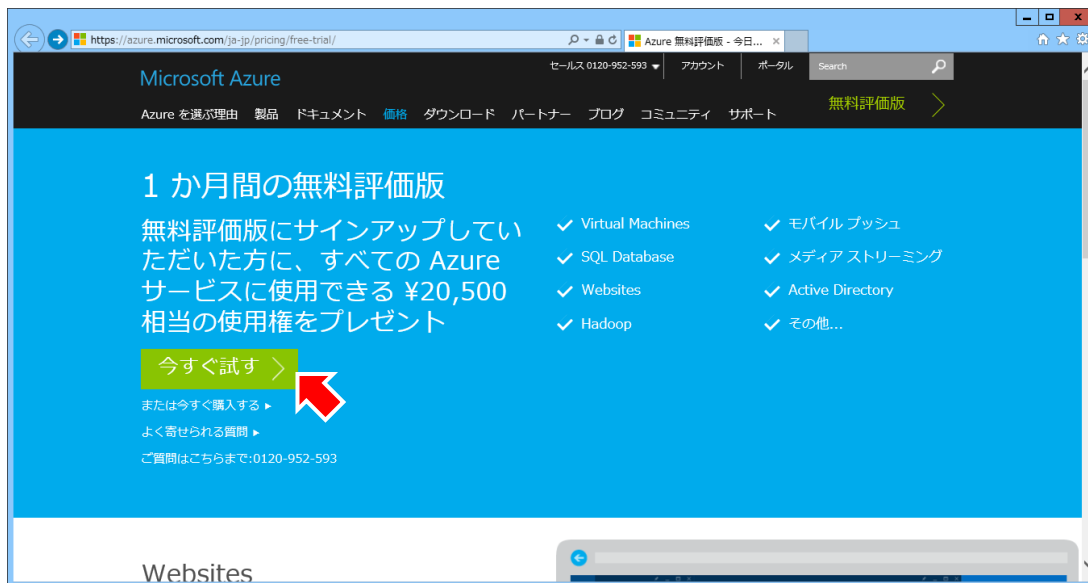 https://azure.microsoft.com/ja-jp/pricing/free-trial/
Azure 無料評価版 - 今日...
Microsoft Azure
セールス 0120-952-593
アカウント
ポータル
Search
Azure を選ぶ理由 製品 ドキュメント 価格 ダウンロード パートナー ブログ コミュニティ サポート
無料評価版
1 か月間の無料評価版
無料評価版にサインアップしてい
ただいた方に、すべての Azure
サービスに使用できる ¥20,500
相当の使用権をプレゼント
Virtual Machines
SQL Database
Websites
Hadoop
モバイル プッシュ
メディア ストリーミング
Active Directory
その他...
今すぐ試す
または今すぐ購入する
よく寄せられる質問
ご質問はこちらまで:0120-952-593
Websites